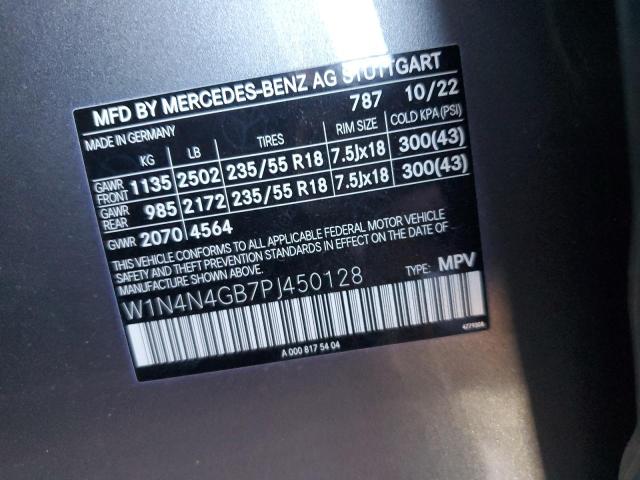 MFD BY MERCEDES-BENZ AG STUTTGART
MADE IN GERMANY 787 10/22
KG LB TIRES RIM SIZE COLD KPA (PSI)
GAWR FRONT 1135 2502 235/55 R18 7.5Jx18 300(43)
GAWR REAR 985 2172 235/55 R18 7.5Jx18 300(43)
GVWR 2070 4564
THIS VEHICLE CONFORMS TO ALL APPLICABLE FEDERAL MOTOR VEHICLE
SAFETY AND THEFT PREVENTION STANDARDS IN EFFECT ON THE DATE OF
MANUFACTURE SHOWN ABOVE.
W1N4N4GB7PJ450128 TYPE: MPV
A 000 817 54 04